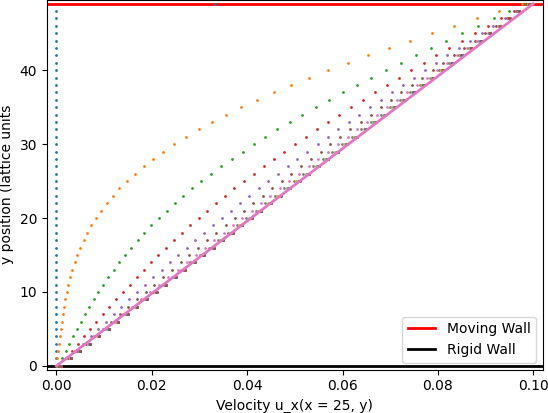 40
30
20
10
0
y position (lattice units
0.00 0.02 0.04 0.06 0.08 0.10
Velocity u_x(x = 25, y)
Moving Wall
Rigid Wall